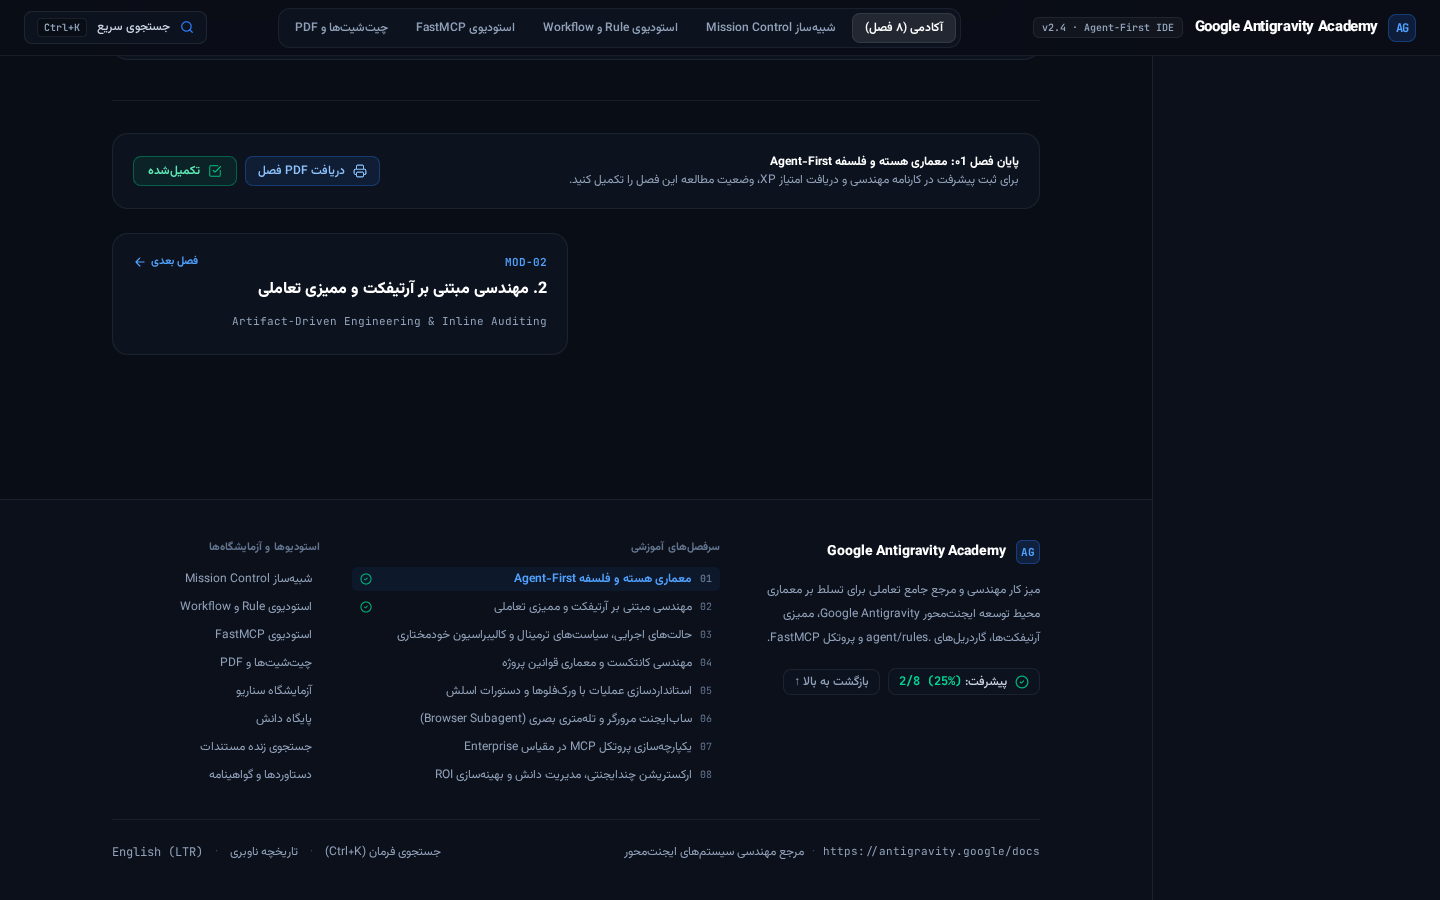 AG
Google Antigravity Academy
v2.4 · Agent-First IDE
آکادمی (۸ فصل)
شبیه‌ساز Mission Control
استودیوی Rule و Workflow
استودیوی FastMCP
چیت‌شیت‌ها و PDF
جستجوی سریع
Ctrl+K
پایان فصل 01: معماری هسته و فلسفه Agent-First
برای ثبت پیشرفت در کارنامه مهندسی و دریافت امتیاز XP، وضعیت مطالعه این فصل را تکمیل کنید.
دریافت PDF فصل
تکمیل‌شده
MOD-02
فصل بعدی
2. مهندسی مبتنی بر آرتیفکت و ممیزی تعاملی
Artifact-Driven Engineering & Inline Auditing
AG
Google Antigravity Academy
میز کار مهندسی و مرجع جامع تعاملی برای تسلط بر معماری
محیط توسعه ایجنت‌محور Google Antigravity، ممیزی
آرتیفکت‌ها، گاردریل‌های .agent/rules و پروتکل FastMCP.
پیشرفت: 2/8 (25%)
بازگشت به بالا ↑
سرفصل‌های آموزشی
01 معماری هسته و فلسفه Agent-First
02 مهندسی مبتنی بر آرتیفکت و ممیزی تعاملی
03 حالت‌های اجرایی، سیاست‌های ترمینال و کالیبراسیون خودمختاری
04 مهندسی کانتکست و معماری قوانین پروژه
05 استانداردسازی عملیات با ورک‌فلوها و دستورات اسلش
06 ساب‌ایجنت مرورگر و تله‌متری بصری (Browser Subagent)
07 یکپارچه‌سازی پروتکل MCP در مقیاس Enterprise
08 ارکستریشن چندایجنتی، مدیریت دانش و بهینه‌سازی ROI
استودیوها و آزمایشگاه‌ها
شبیه‌ساز Mission Control
استودیوی Rule و Workflow
استودیوی FastMCP
چیت‌شیت‌ها و PDF
آزمایشگاه سناریو
پایگاه دانش
جستجوی زنده مستندات
دستاوردها و گواهینامه
https://antigravity.google/docs · مرجع مهندسی سیستم‌های ایجنت‌محور
جستجوی فرمان (Ctrl+K) · تاریخچه ناوبری · English (LTR)